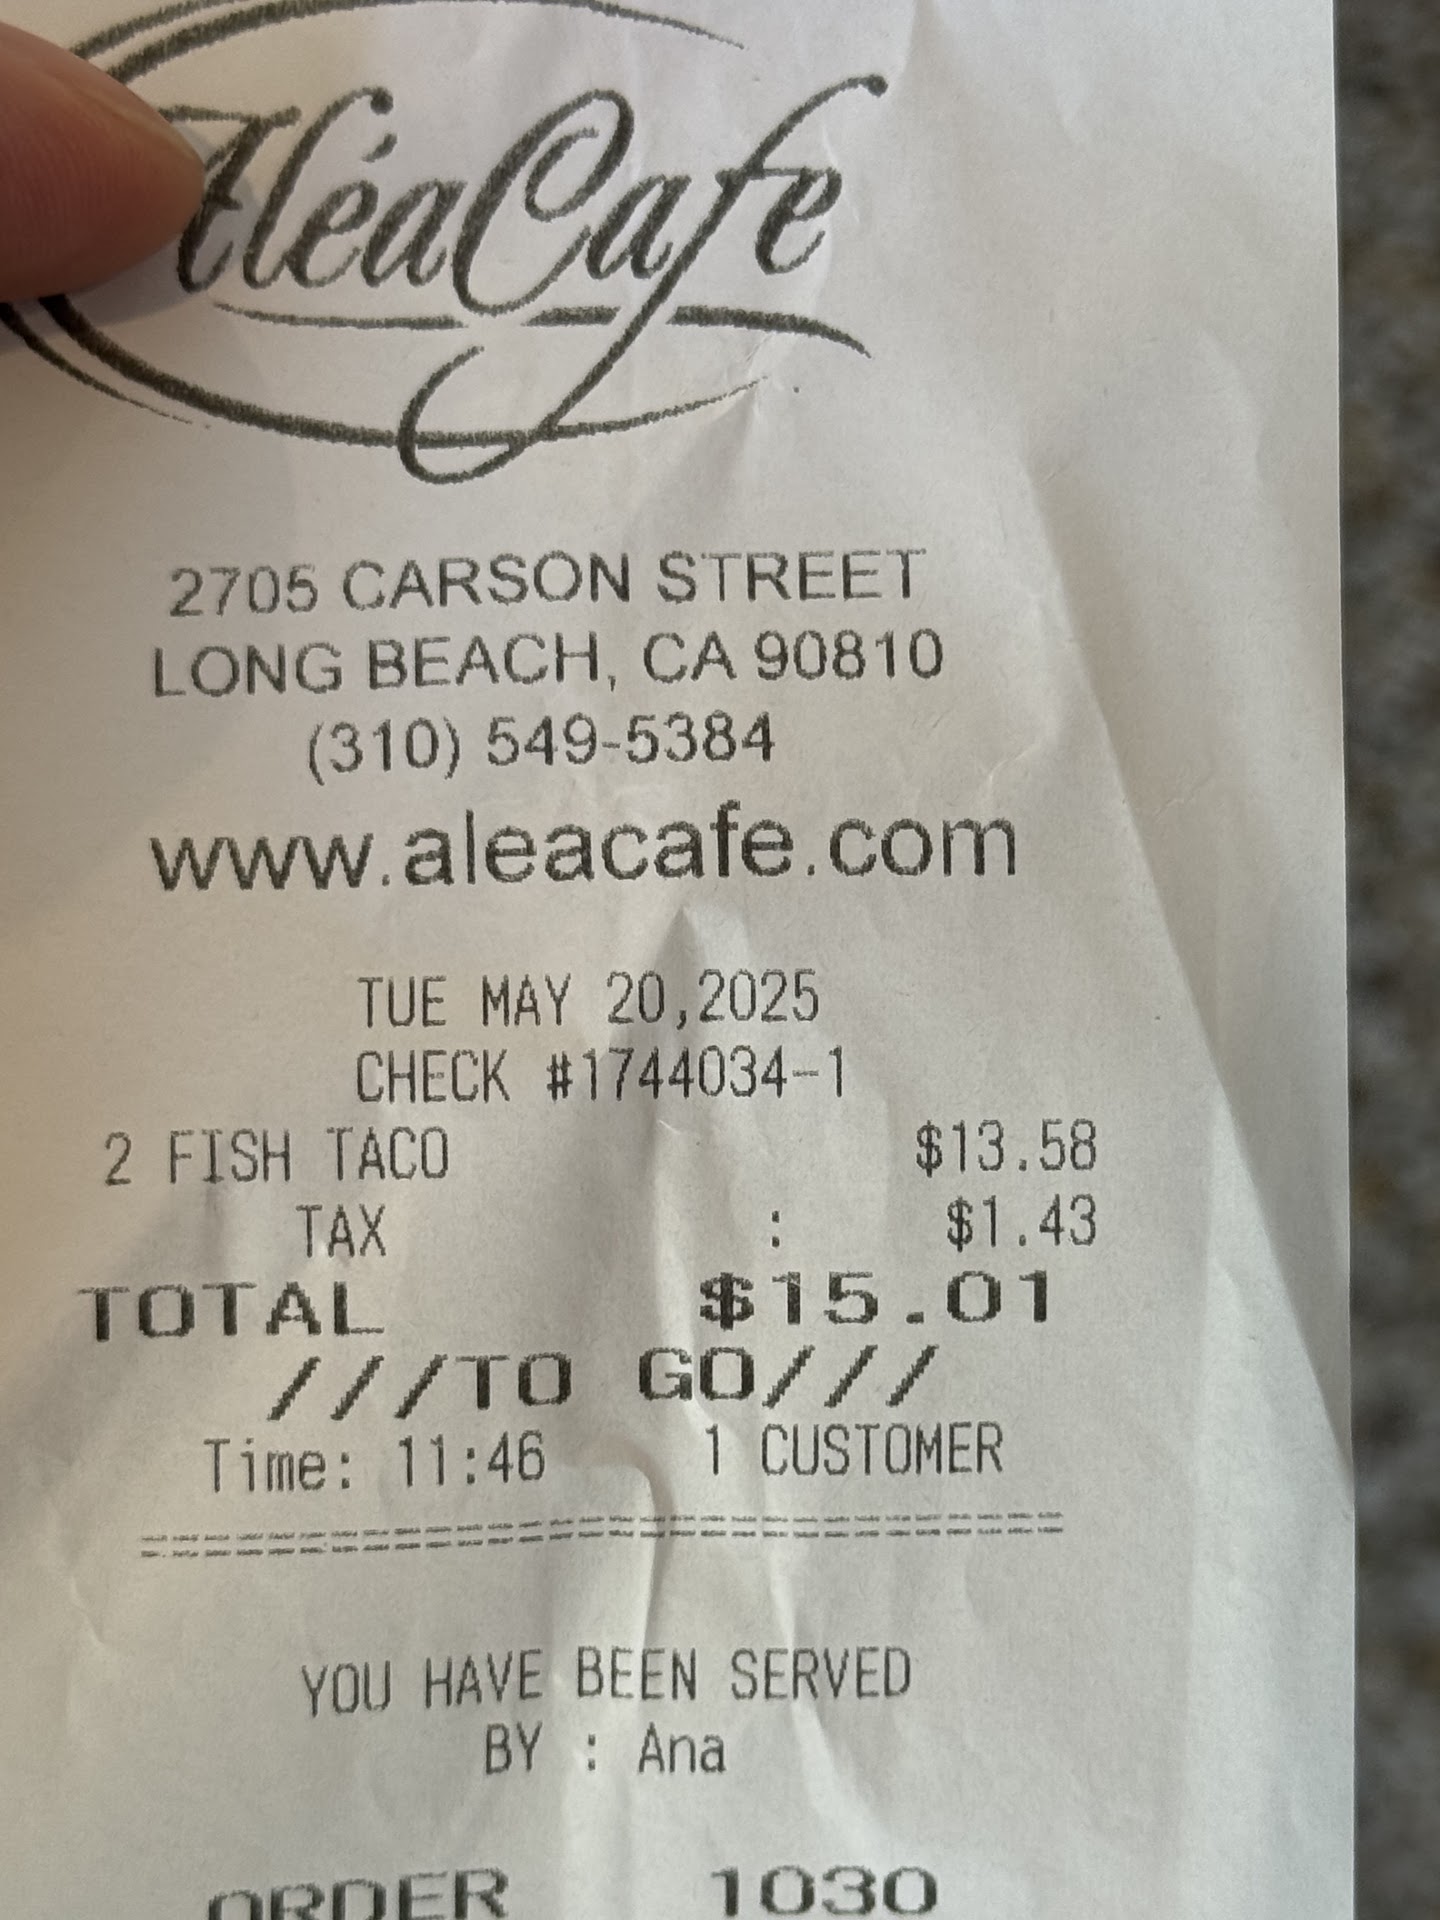 AléaCafe
2705 CARSON STREET
LONG BEACH, CA 90810
(310) 549-5384
www.aleacafe.com
TUE MAY 20,2025
CHECK #1744034-1
2 FISH TACO $13.58
TAX : $1.43
TOTAL $15.01
///TO GO///
Time: 11:46 1 CUSTOMER
YOU HAVE BEEN SERVED
BY : Ana
ORDER 1030